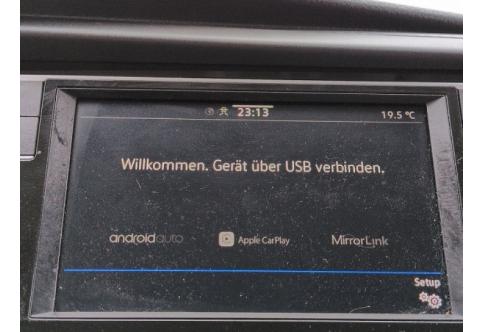 23:13
19.5 °C
Willkommen. Gerät über USB verbinden.
androidauto
Apple CarPlay
MirrorLink
Setup